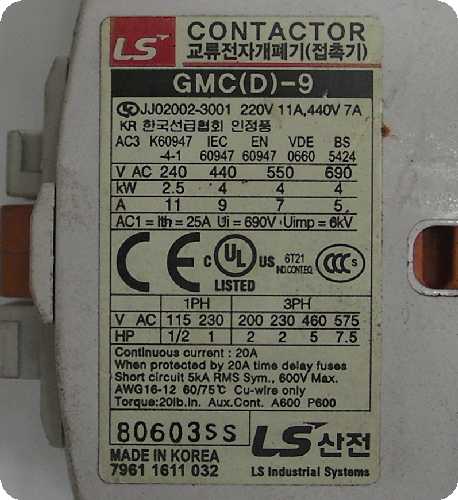 LS CONTACTOR
교류전자개폐기(접촉기)
GMC(D)-9
JJ02002-3001 220V 11A,440V 7A
KR 한국선급협회 인정품
AC3 K60947 IEC EN VDE BS
-4-1 60947 60947 0660 5424
V AC 240 440 550 690
kW 2.5 4 4 4
A 11 9 7 5
AC1 = Ith = 25A Ui = 690V · Uimp = 6kV
CE C UL US 6T21 CCC S
IND.CONT.EQ.
LISTED
1PH 3PH
V AC 115 230 200 230 460 575
HP 1/2 1 2 2 5 7.5
Continuous current : 20A
When protected by 20A time delay fuses
Short circuit 5kA RMS Sym., 600V Max.
AWG16-12 60/75℃ Cu-wire only
Torque:20lb.in. Aux.Cont. A600 P600
80603SS LS 산전
MADE IN KOREA
7961 1611 032 LS Industrial Systems